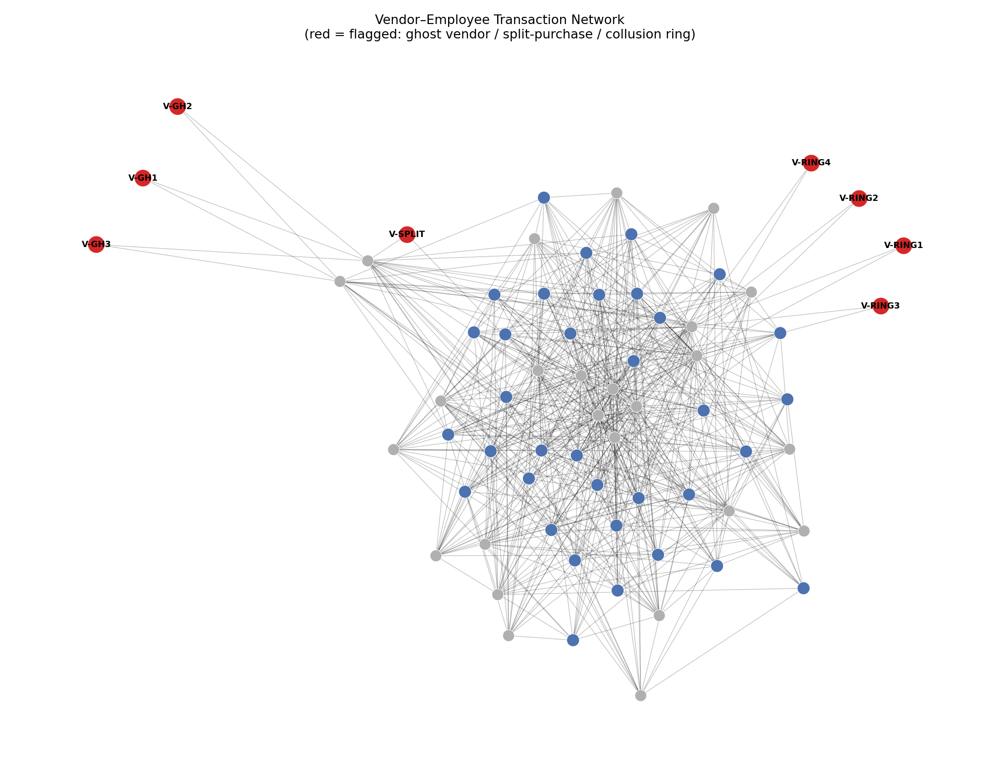 Vendor–Employee Transaction Network
(red = flagged: ghost vendor / split-purchase / collusion ring)
V-GH2
V-RING4
V-GH1
V-RING2
V-SPLIT
V-GH3
V-RING1
V-RING3